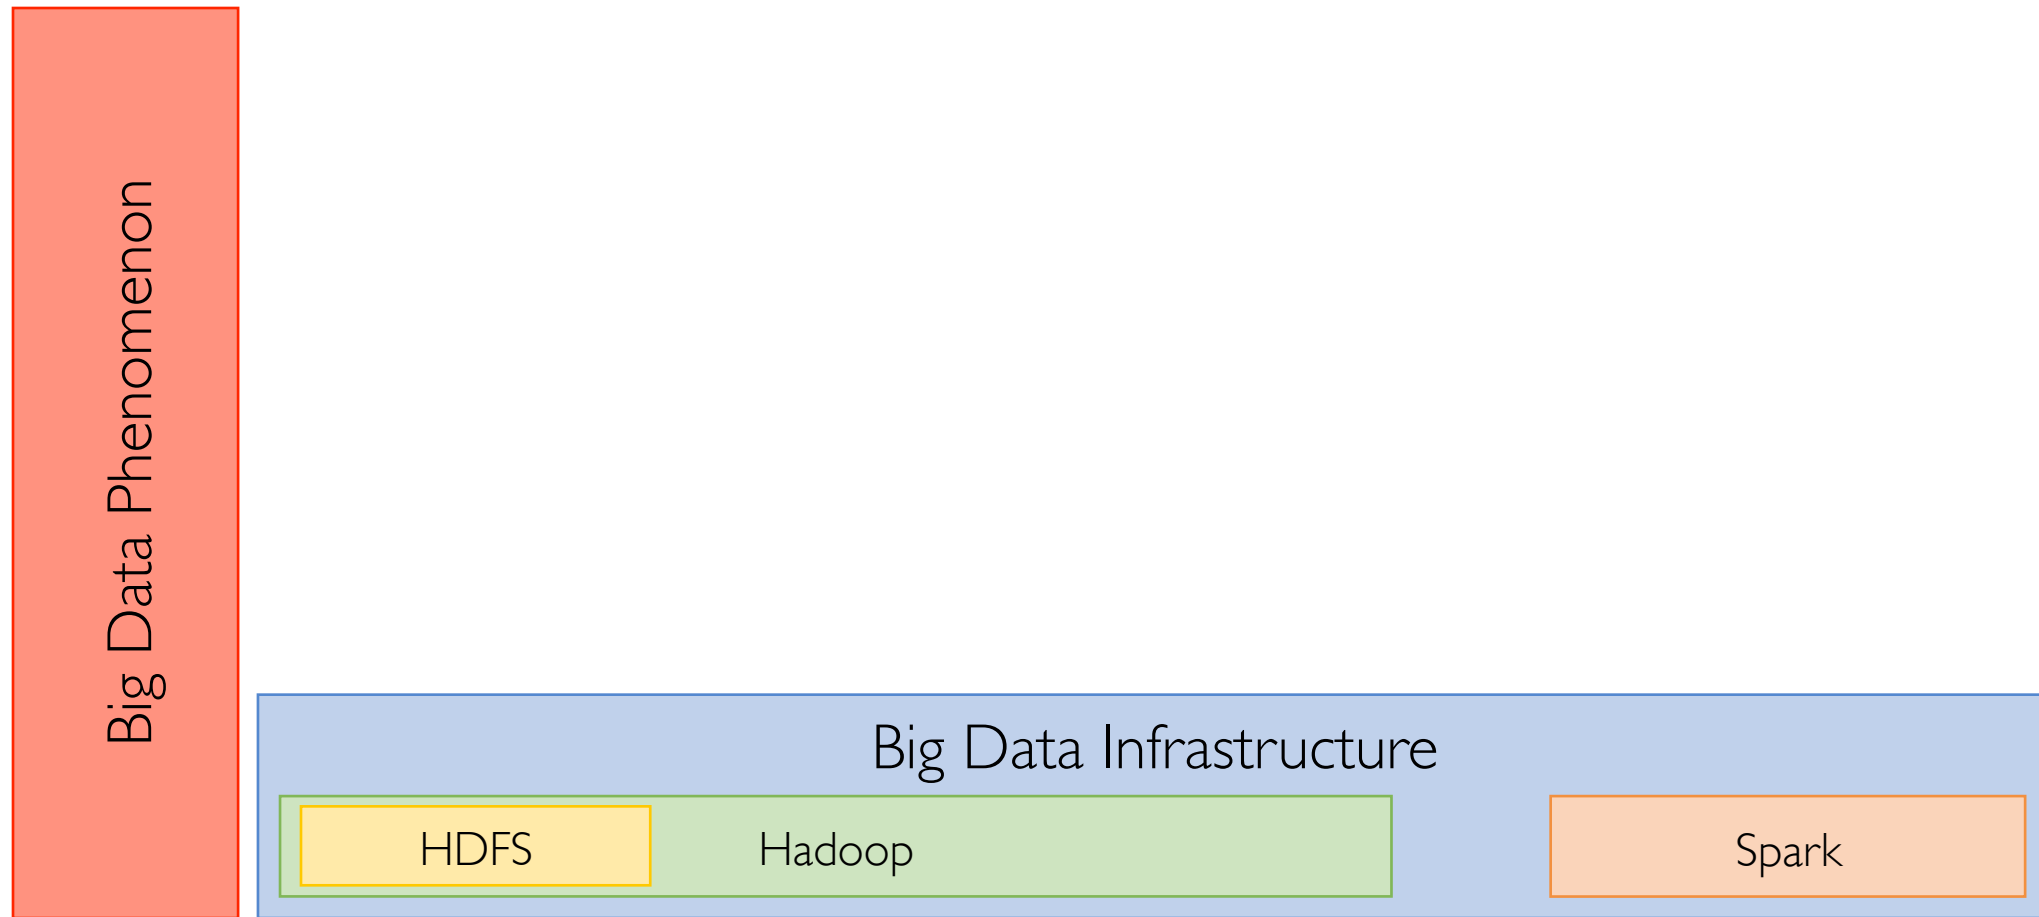 Big Data Phenomenon
Big Data Infrastructure
HDFS
Hadoop
Spark